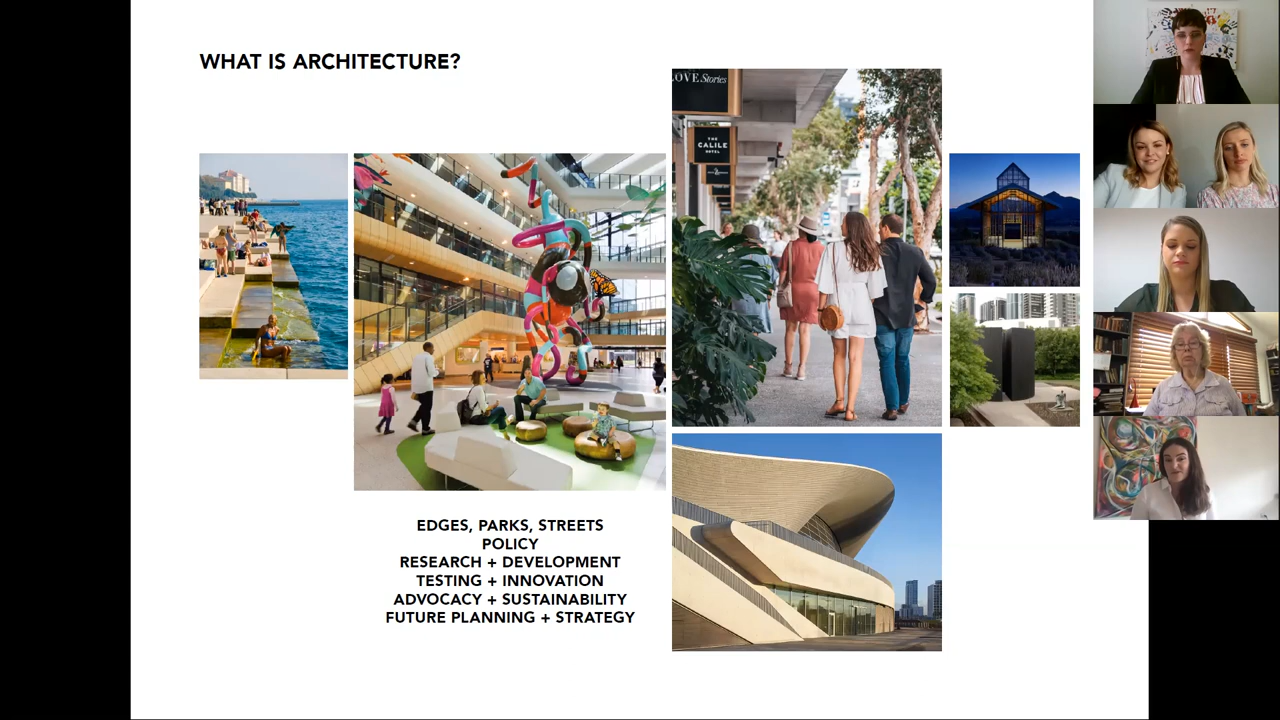 WHAT IS ARCHITECTURE?
LOVE Stories
THE
CALILE
HOTEL
EDGES, PARKS, STREETS
POLICY
RESEARCH + DEVELOPMENT
TESTING + INNOVATION
ADVOCACY + SUSTAINABILITY
FUTURE PLANNING + STRATEGY